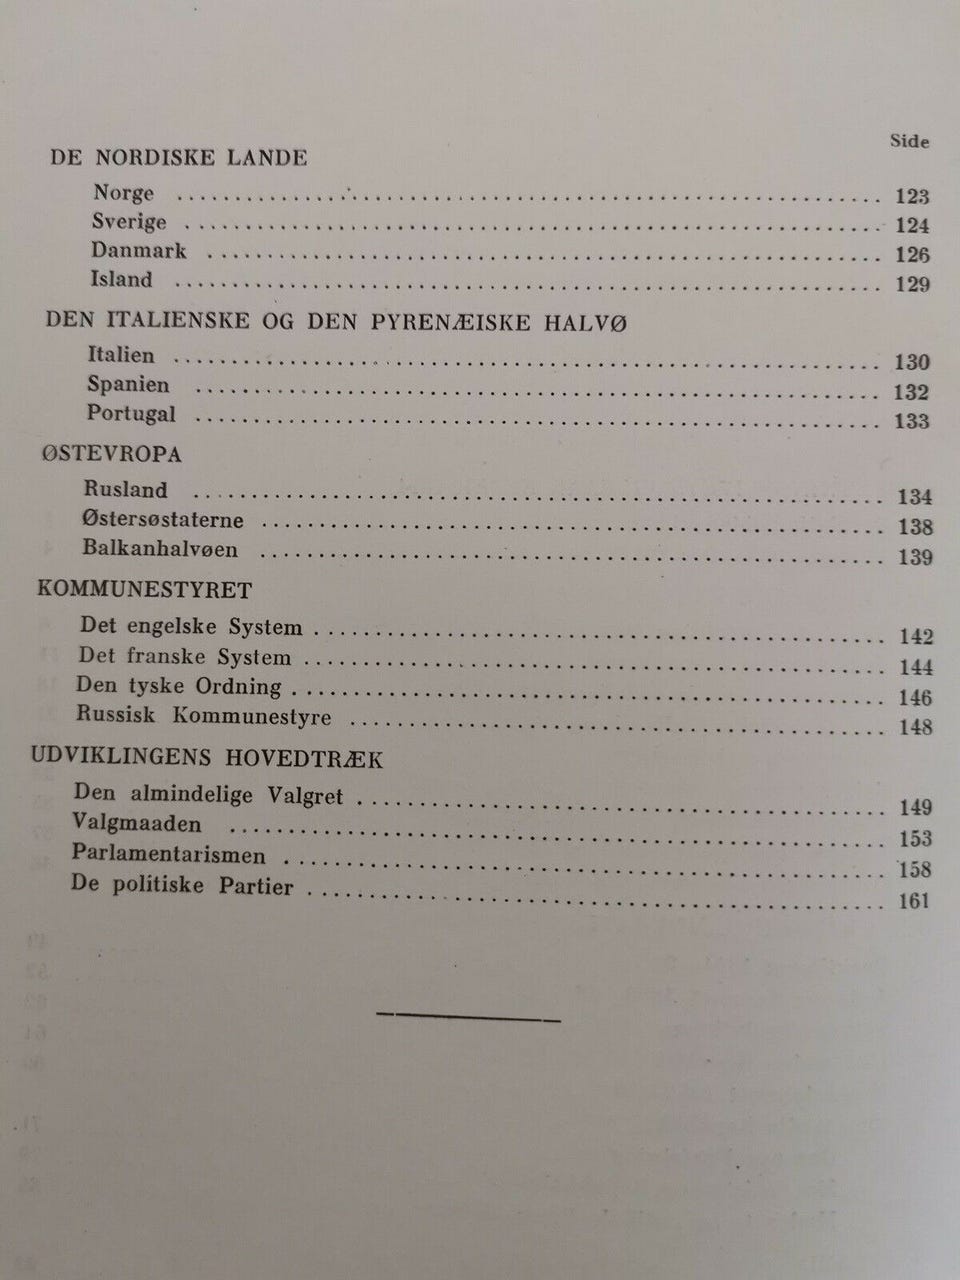 Side
DE NORDISKE LANDE
Norge ........ 123
Sverige ........ 124
Danmark ........ 126
Island ........ 129
DEN ITALIENSKE OG DEN PYRENÆISKE HALVØ
Italien ........ 130
Spanien ........ 132
Portugal ........ 133
ØSTEVROPA
Rusland ........ 134
Østersøstaterne ........ 138
Balkanhalvøen ........ 139
KOMMUNESTYRET
Det engelske System ........ 142
Det franske System ........ 144
Den tyske Ordning ........ 146
Russisk Kommunestyre ........ 148
UDVIKLINGENS HOVEDTRÆK
Den almindelige Valgret ........ 149
Valgmaaden ........ 153
Parlamentarismen ........ 158
De politiske Partier ........ 161